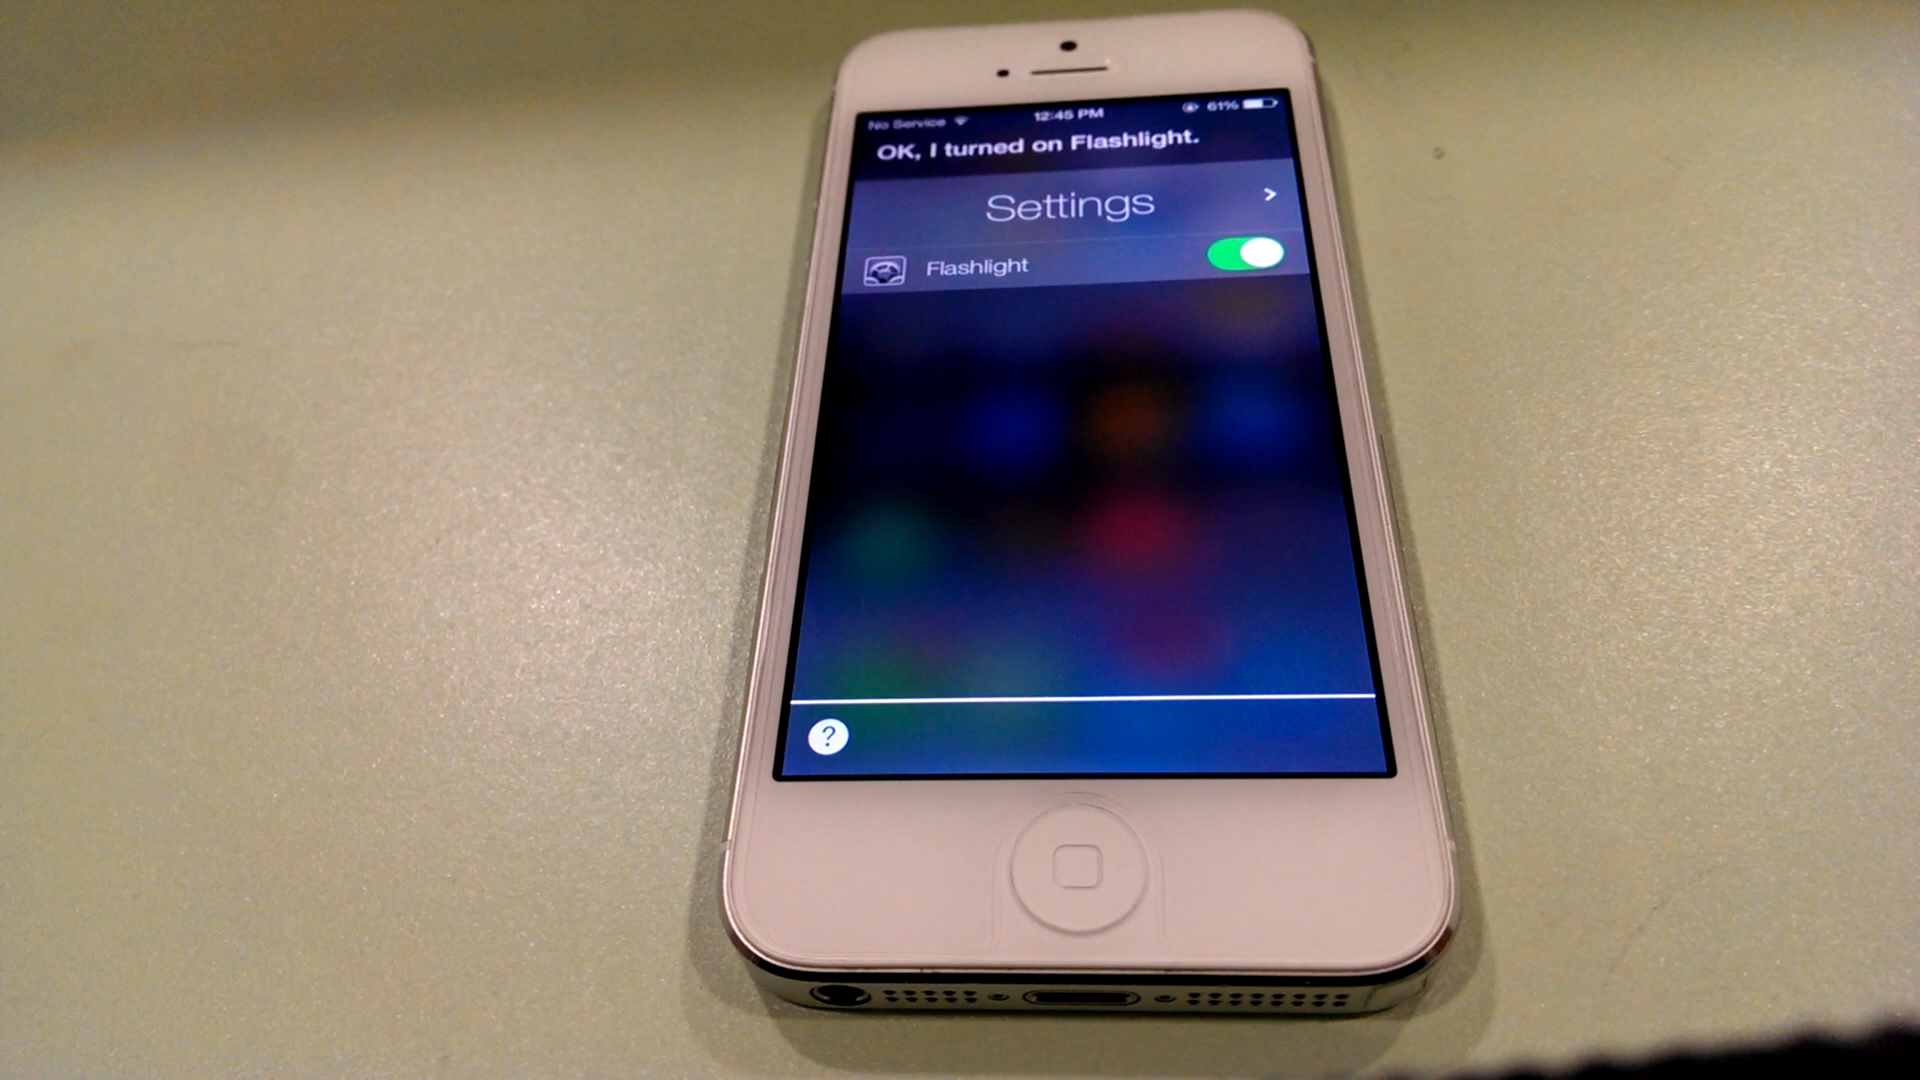 No Service 12:45 PM 61%
OK, I turned on Flashlight.
Settings
Flashlight
?